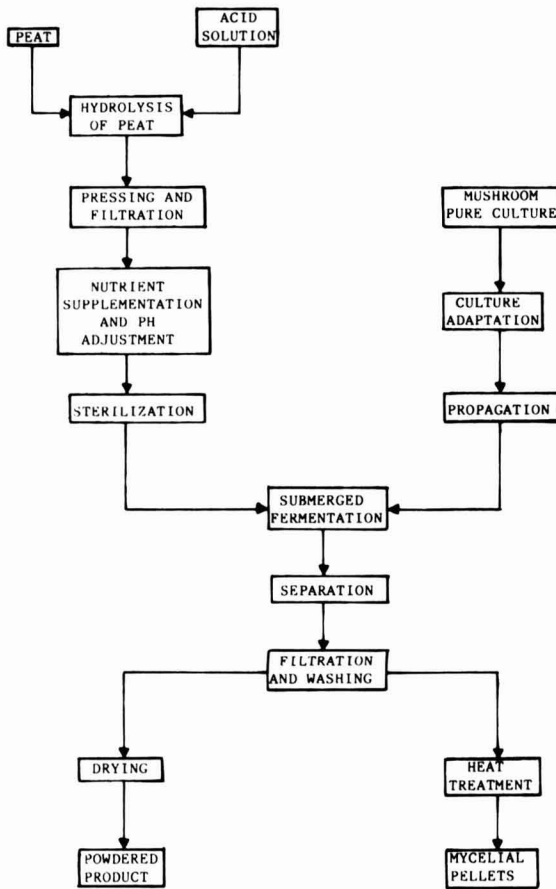 ACID
SOLUTION
PEAT
HYDROLYSIS
OF PEAT
PRESSING AND
FILTRATION
MUSHROOM
PURE CULTURE
NUTRIENT
SUPPLEMENTATION
AND PH
ADJUSTMENT
CULTURE
ADAPTATION
STERILIZATION
PROPAGATION
SUBMERGED
FERMENTATION
SEPARATION
FILTRATION
AND WASHING
DRYING
HEAT
TREATMENT
POWDERED
PRODUCT
MYCELIAL
PELLETS